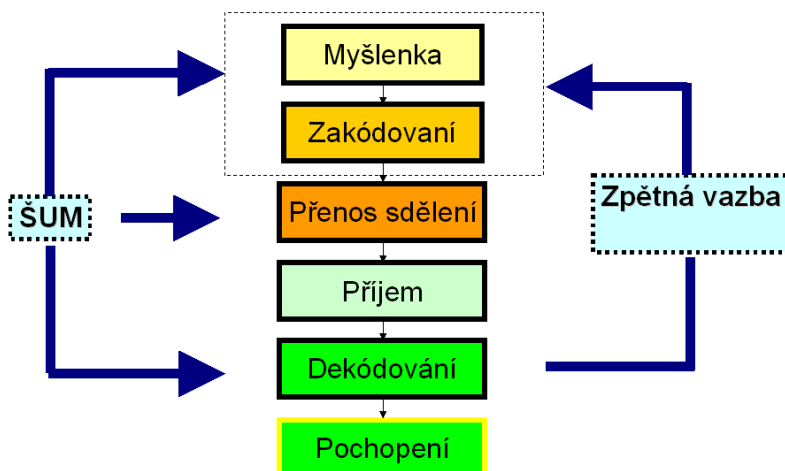 Myšlenka
Zakódovaní
ŠUM
Přenos sdělení
Zpětná vazba
Příjem
Dekódování
Pochopení